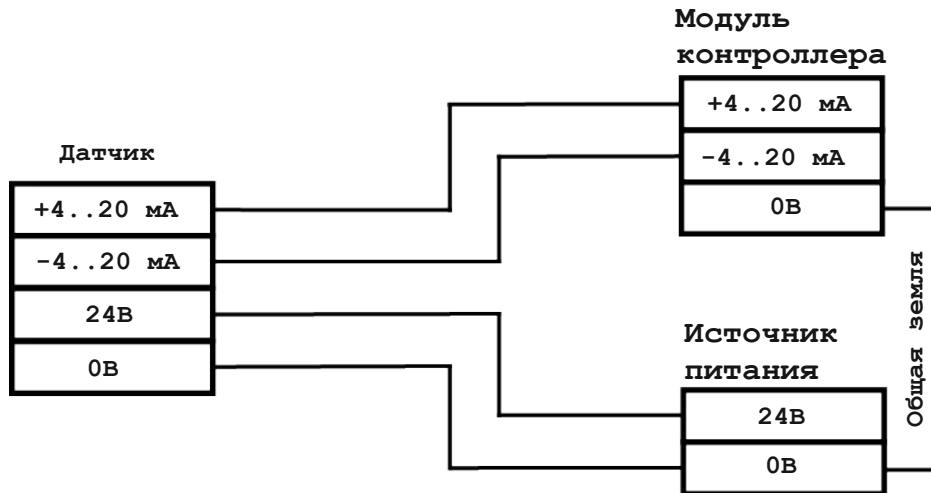 Модуль
контроллера
+4..20 мА
-4..20 мА
0В
Датчик
+4..20 мА
-4..20 мА
24В
0В
Источник
питания
24В
0В
Общая земля